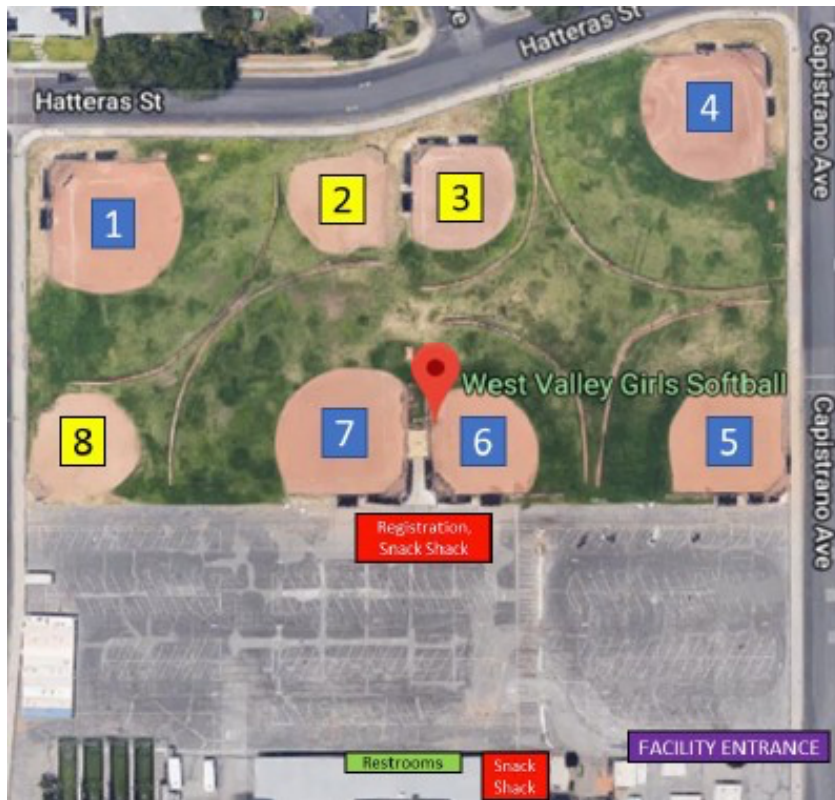 Ave
Hatteras St
Hatteras St
Capistrano Ave
4
2
3
1
West Valley Girls Softball
8
7
6
5
Capistrano Ave
Registration,
Snack Shack
FACILITY ENTRANCE
Restrooms
Snack
Shack